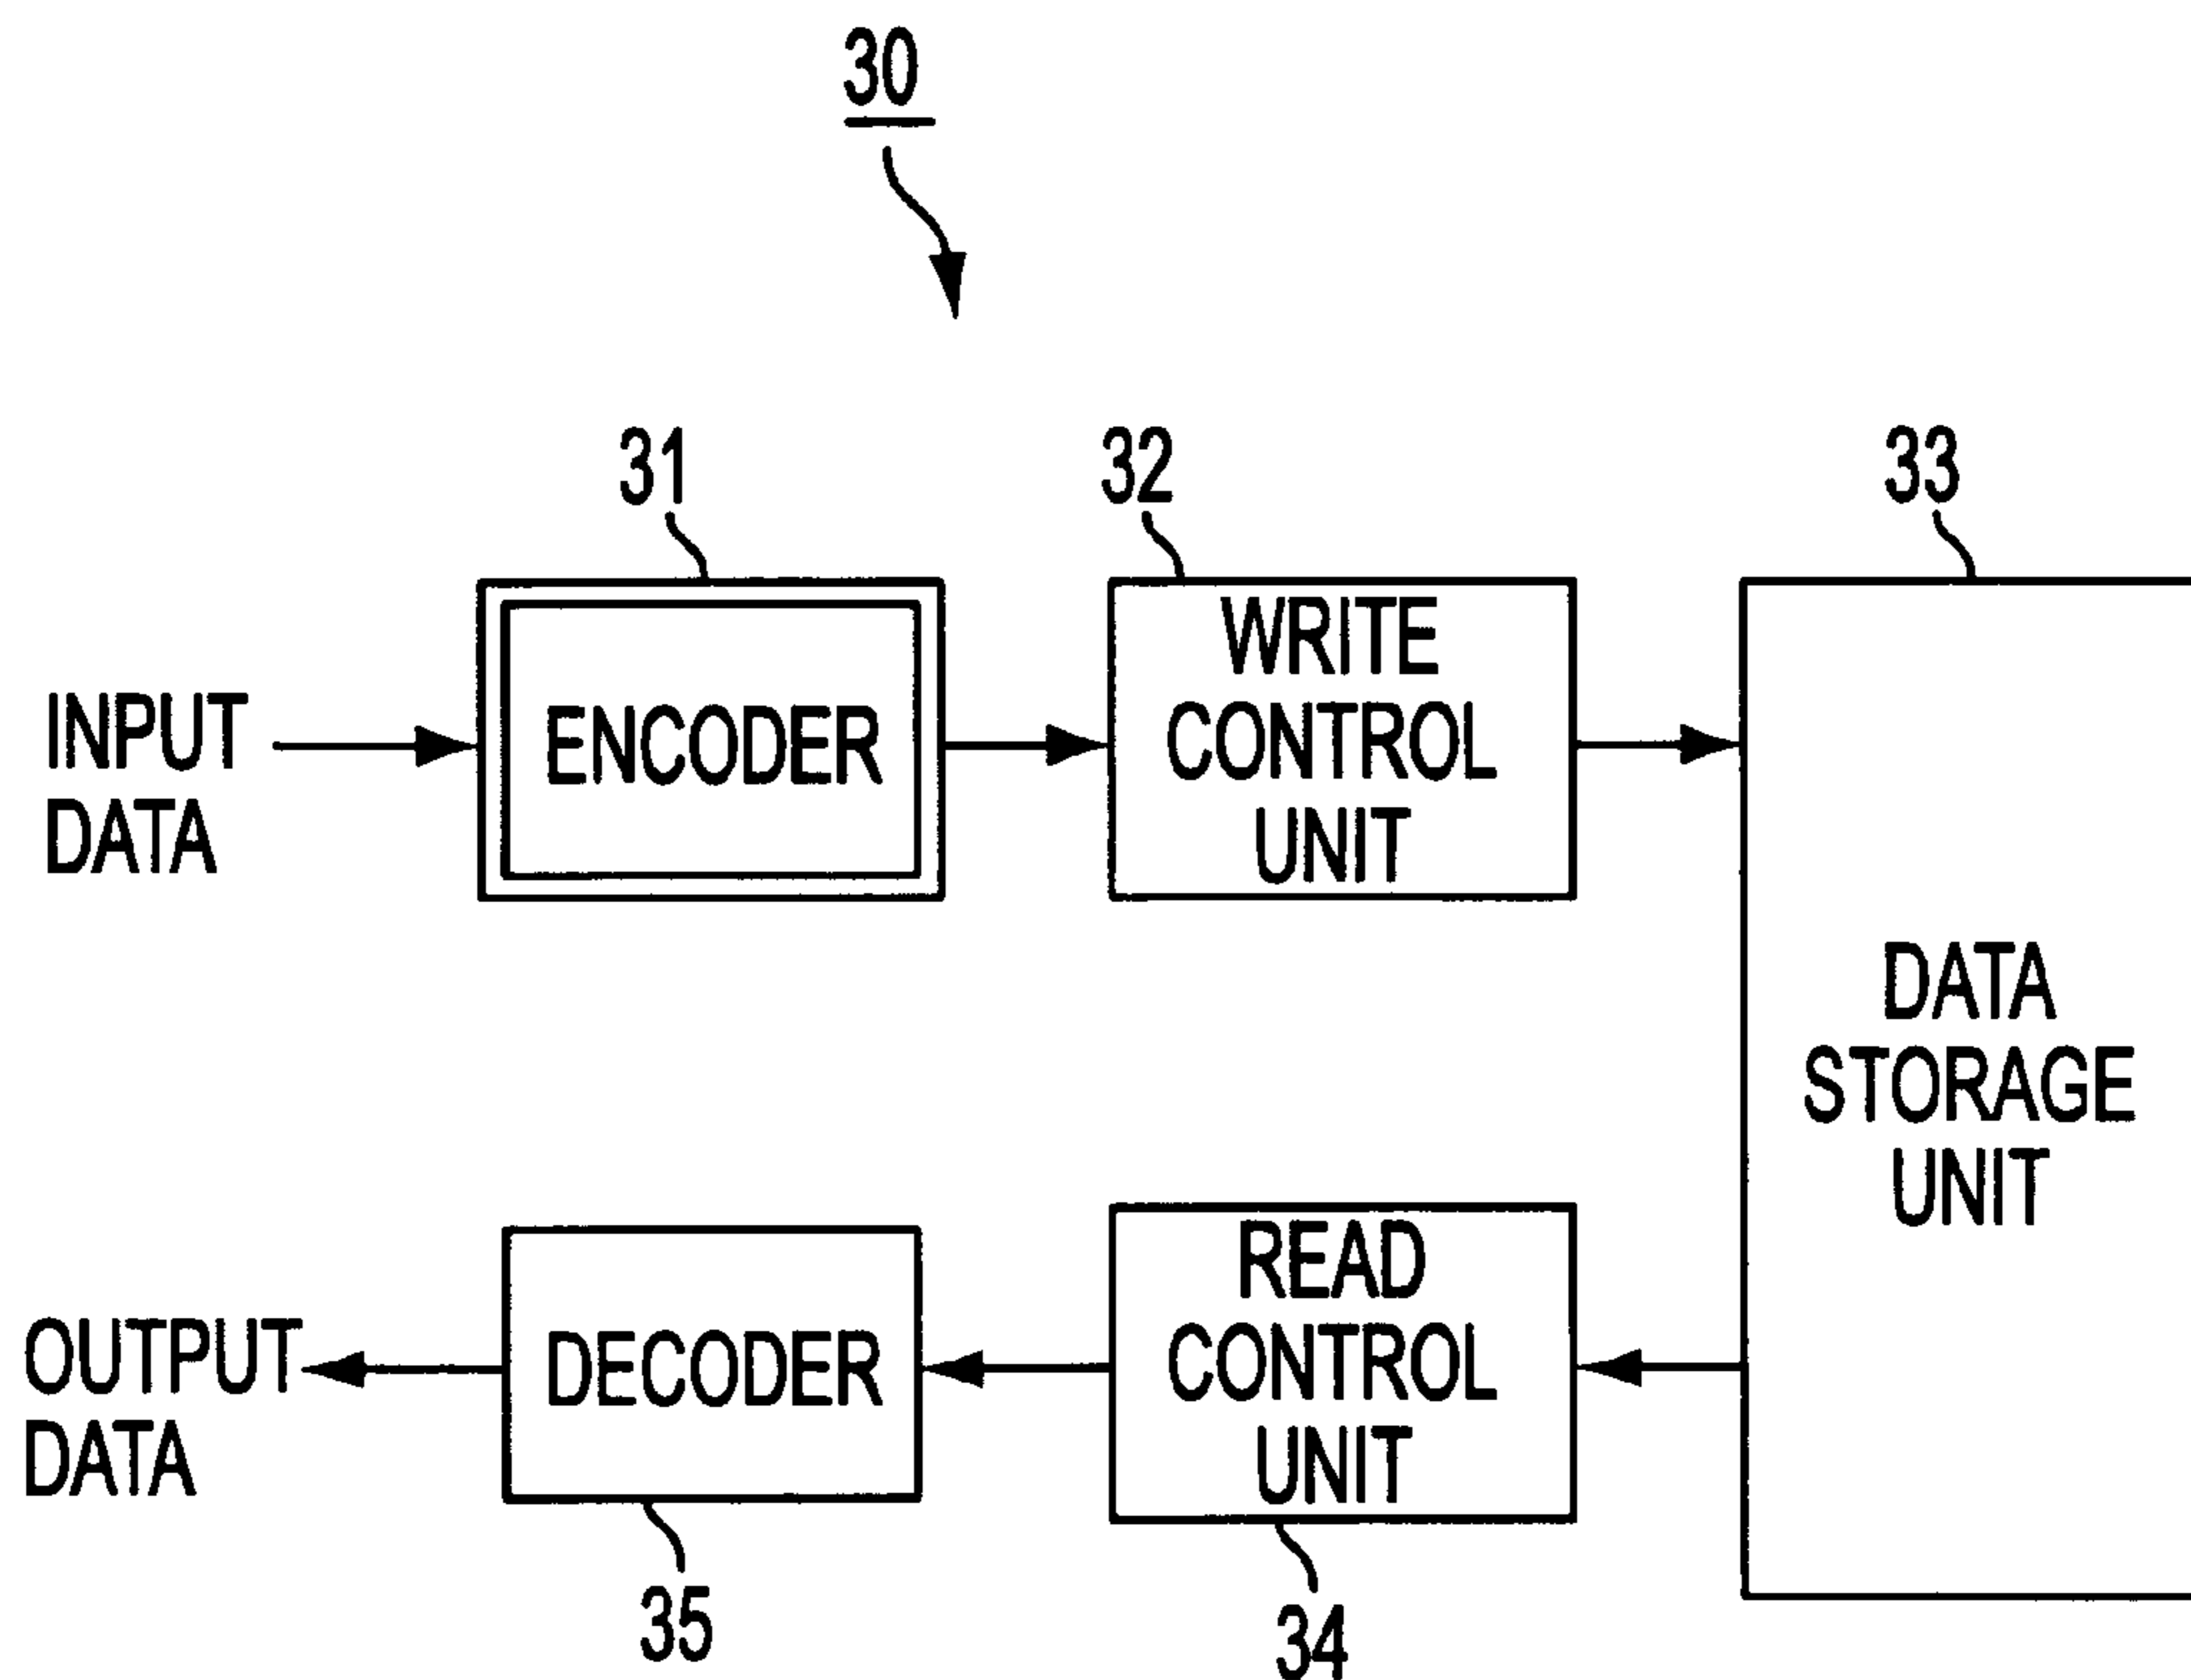 30
31
32
33
INPUT
DATA
ENCODER
WRITE
CONTROL
UNIT
DATA
STORAGE
UNIT
OUTPUT
DATA
DECODER
READ
CONTROL
UNIT
35
34